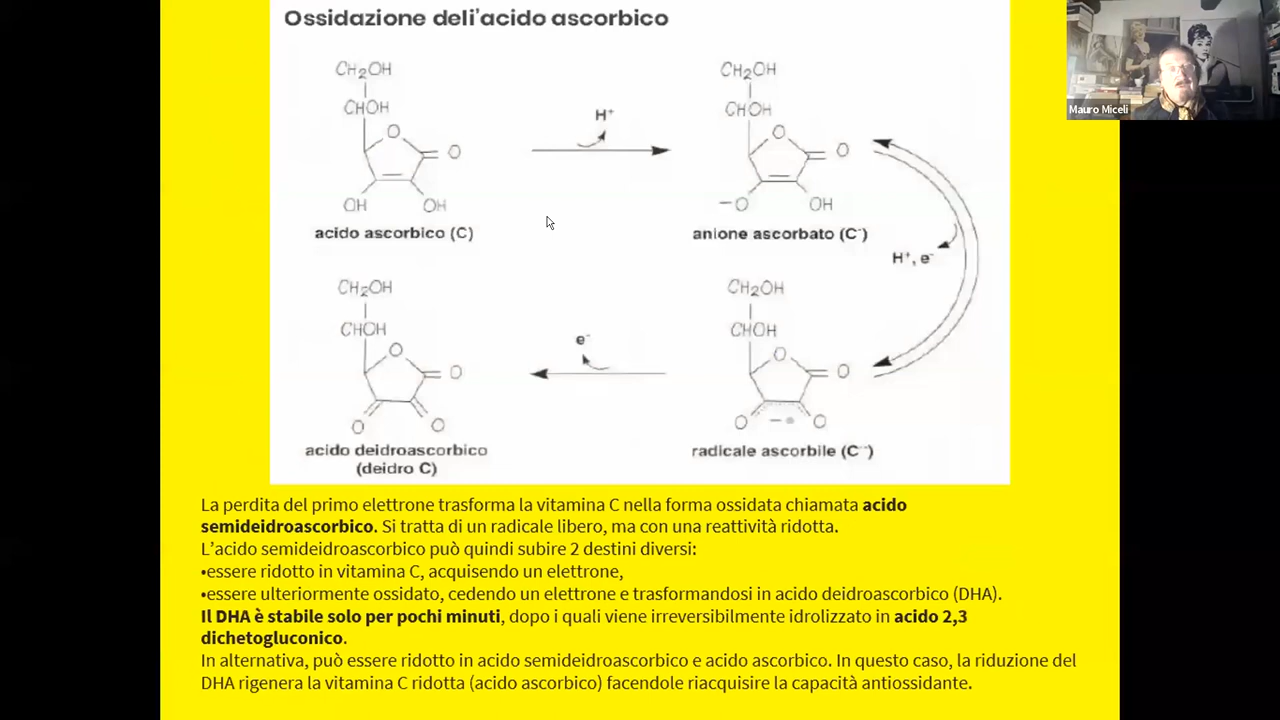 Ossidazione deli'acido ascorbico
CH2OH
CHOH
O
O
OH
OH
acido ascorbico (C)
H+
CH2OH
CHOH
O
O
−O
OH
anione ascorbato (C-)
H+, e-
CH2OH
CHOH
O
O
O
O
acido deidroascorbico
(deidro C)
e-
CH2OH
CHOH
O
O
O
−•
O
radicale ascorbile (C-)
Mauro Miceli
La perdita del primo elettrone trasforma la vitamina C nella forma ossidata chiamata acido
semideidroascorbico. Si tratta di un radicale libero, ma con una reattività ridotta.
L’acido semideidroascorbico può quindi subire 2 destini diversi:
•essere ridotto in vitamina C, acquisendo un elettrone,
•essere ulteriormente ossidato, cedendo un elettrone e trasformandosi in acido deidroascorbico (DHA).
Il DHA è stabile solo per pochi minuti, dopo i quali viene irreversibilmente idrolizzato in acido 2,3
dichetogluconico.
In alternativa, può essere ridotto in acido semideidroascorbico e acido ascorbico. In questo caso, la riduzione del
DHA rigenera la vitamina C ridotta (acido ascorbico) facendole riacquisire la capacità antiossidante.